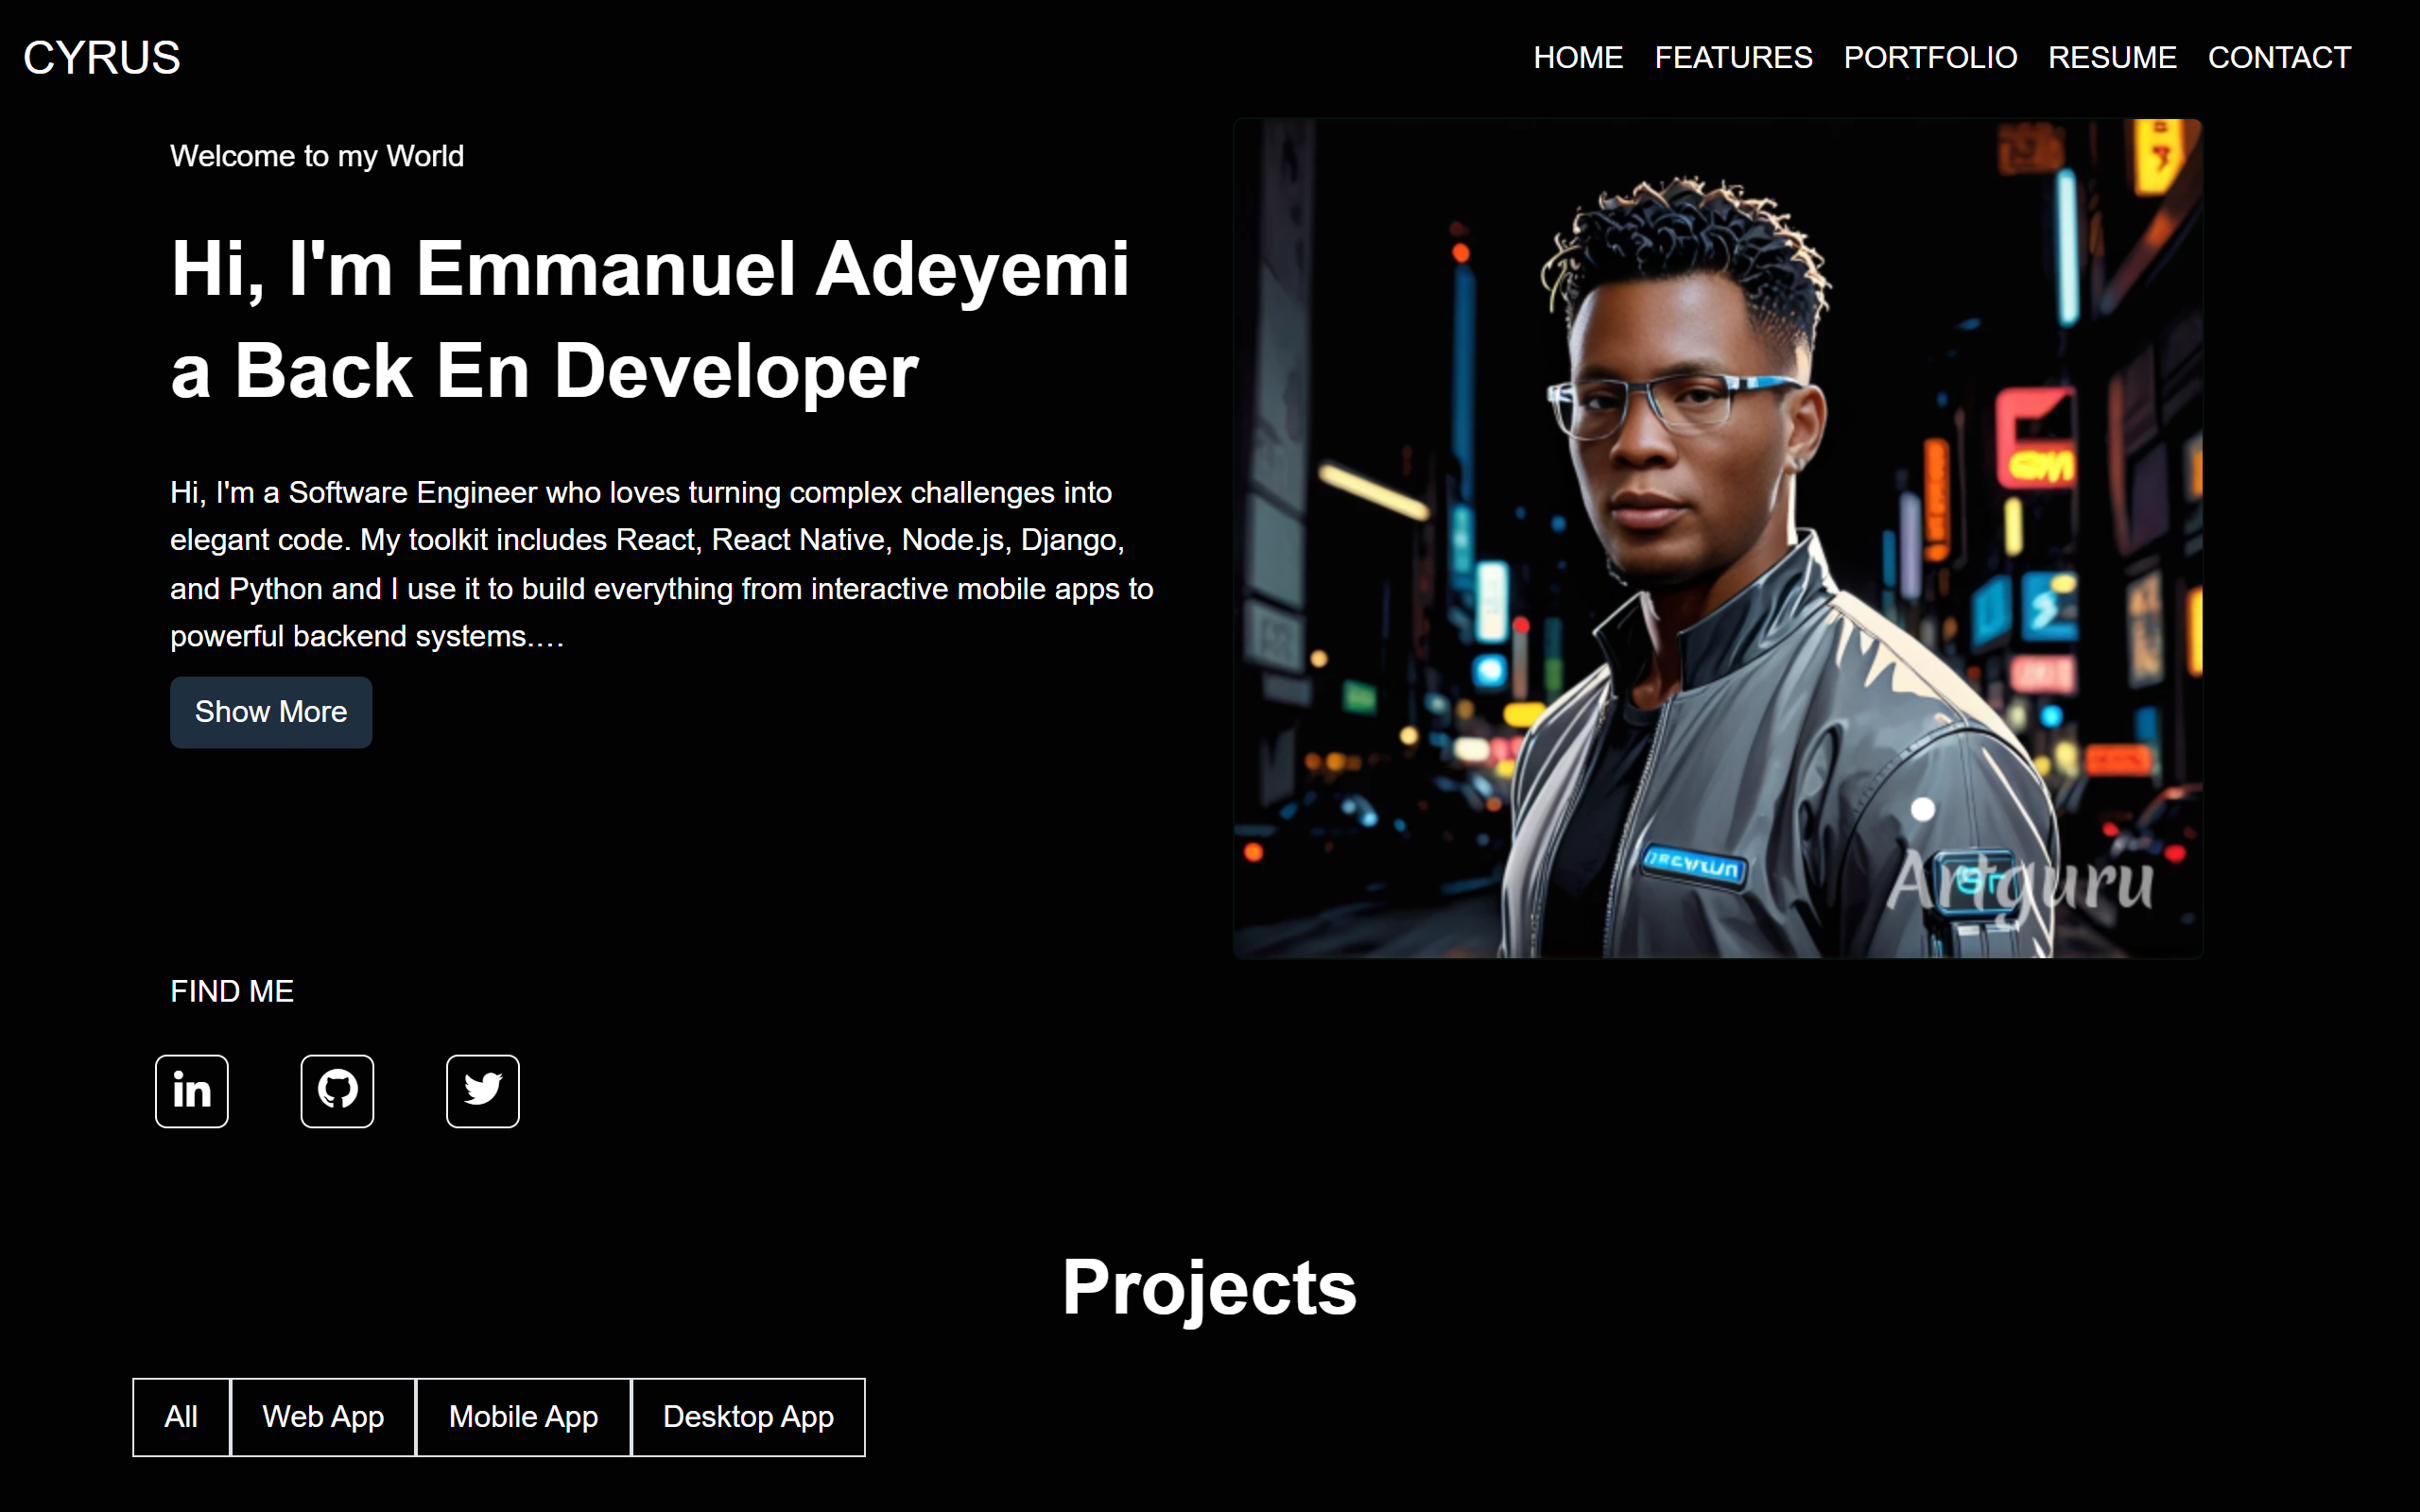 CYRUS
HOME FEATURES PORTFOLIO RESUME CONTACT
Welcome to my World
Hi, I'm Emmanuel Adeyemi
a Back En Developer
Hi, I'm a Software Engineer who loves turning complex challenges into
elegant code. My toolkit includes React, React Native, Node.js, Django,
and Python and I use it to build everything from interactive mobile apps to
powerful backend systems.…
Show More
Artguru
FIND ME
in
Projects
All Web App Mobile App Desktop App